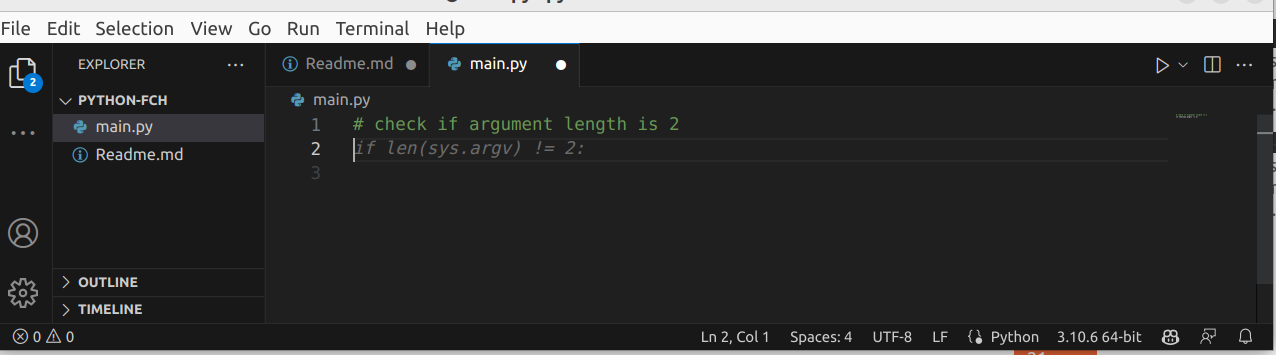 File Edit Selection View Go Run Terminal Help
EXPLORER
Readme.md
main.py
2
PYTHON-FCH
main.py
main.py
1 # check if argument length is 2
2 if len(sys.argv) != 2:
Readme.md
3
OUTLINE
TIMELINE
0 0 Ln 2, Col 1 Spaces: 4 UTF-8 LF Python 3.10.6 64-bit